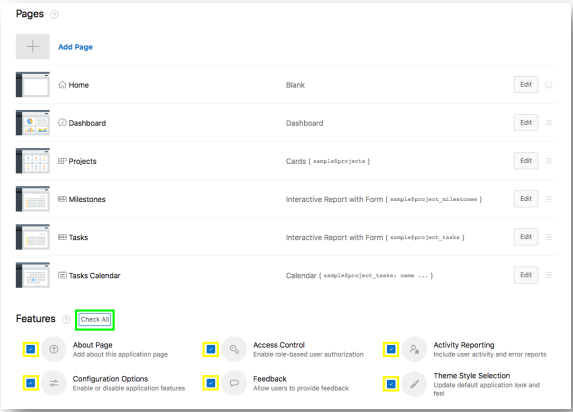 Pages ?
Add Page
Home Blank Edit
Dashboard Dashboard Edit
Projects Cards ( sample$projects ) Edit
Milestones Interactive Report with Form ( sample$project_milestones ) Edit
Tasks Interactive Report with Form ( sample$project_tasks ) Edit
Tasks Calendar Calendar ( sample$project_tasks; name ... ) Edit
Features ? Check All
About Page Access Control Activity Reporting
Add about this application page Enable role-based user authorization Include user activity and error reports
Configuration Options Feedback Theme Style Selection
Enable or disable application features Allow users to provide feedback Update default application look and
feel